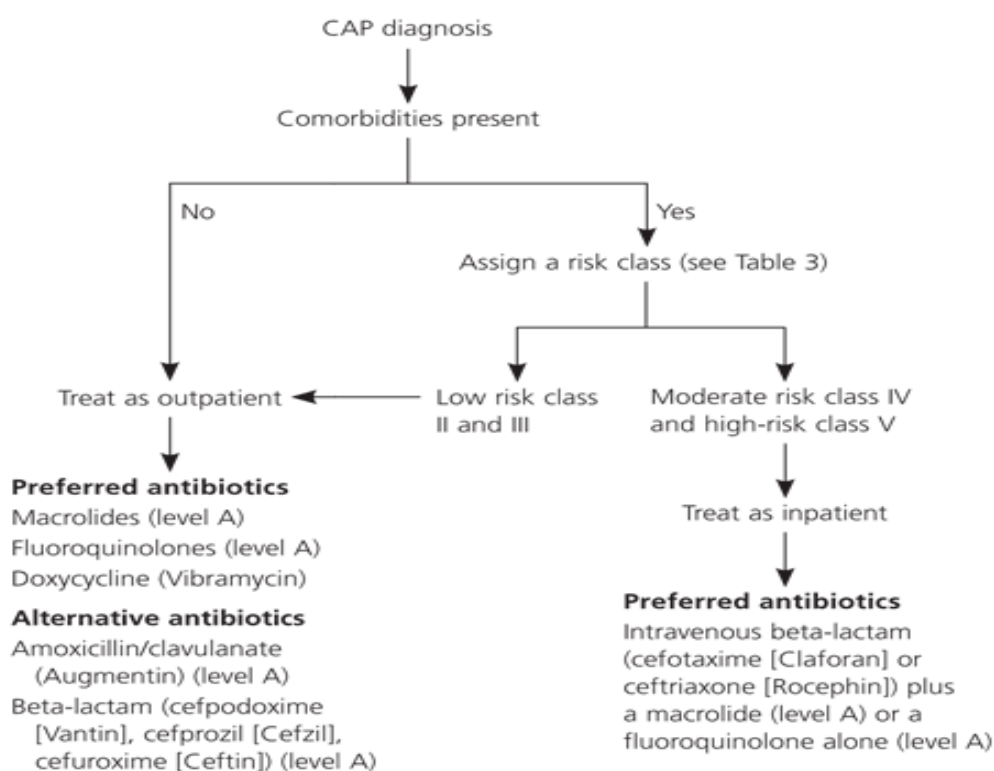 CAP diagnosis
Comorbidities present
No
Yes
Assign a risk class (see Table 3)
Treat as outpatient
Low risk class
II and III
Moderate risk class IV
and high-risk class V
Preferred antibiotics
Macrolides (level A)
Fluoroquinolones (level A)
Doxycycline (Vibramycin)
Alternative antibiotics
Amoxicillin/clavulanate
(Augmentin) (level A)
Beta-lactam (cefpodoxime
[Vantin], cefprozil [Cefzil],
cefuroxime [Ceftin]) (level A)
Treat as inpatient
Preferred antibiotics
Intravenous beta-lactam
(cefotaxime [Claforan] or
ceftriaxone [Rocephin]) plus
a macrolide (level A) or a
fluoroquinolone alone (level A)